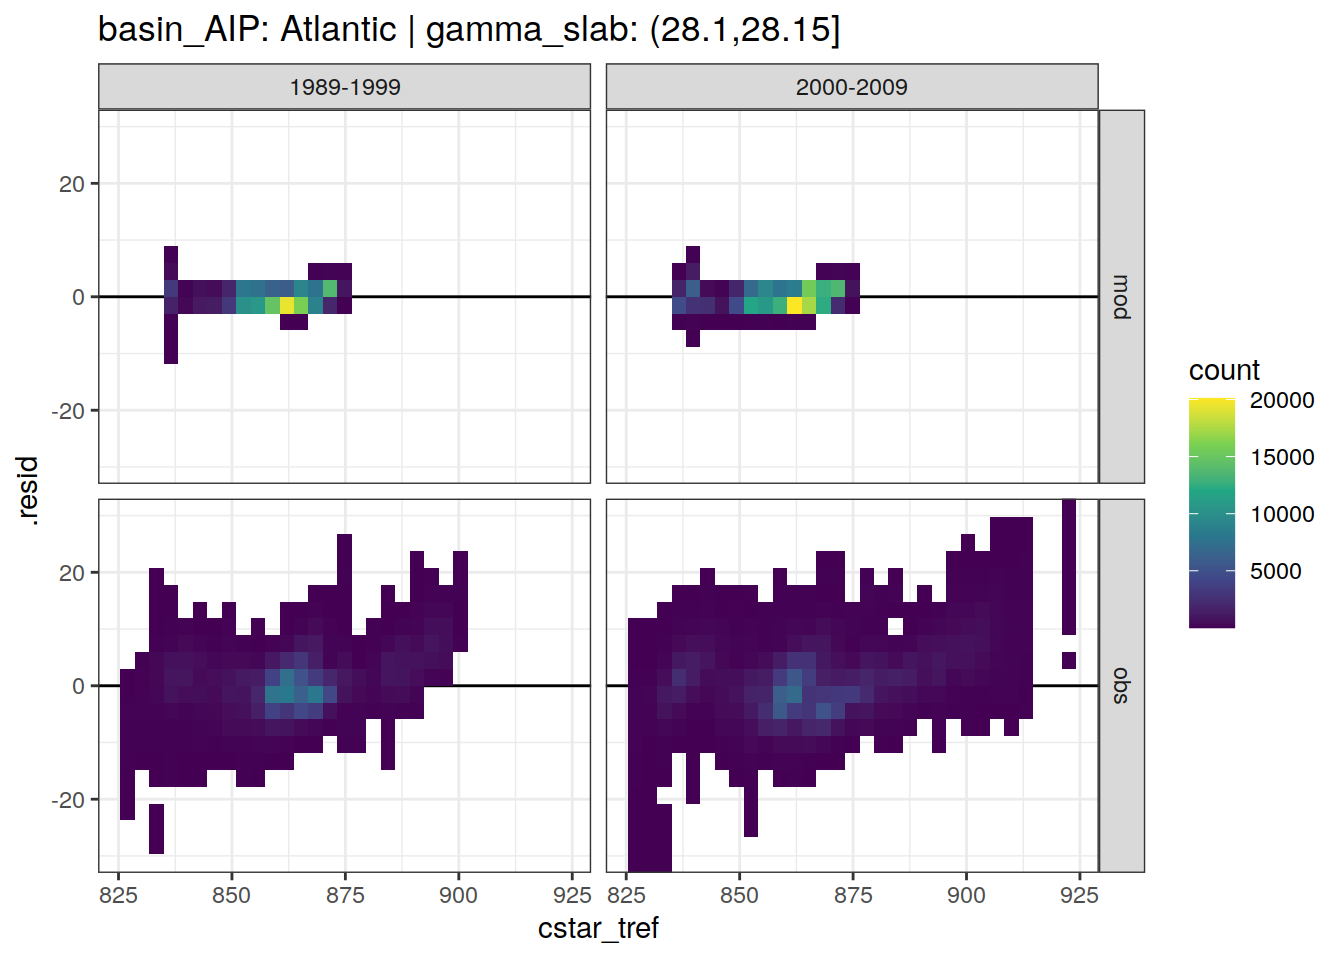 basin_AIP: Atlantic | gamma_slab: (28.1,28.15]
1989-1999 2000-2009
20
0
-20
mod
20
0
-20
obs
.resid
825 850 875 900 925 825 850 875 900 925
cstar_tref
count
20000
15000
10000
5000